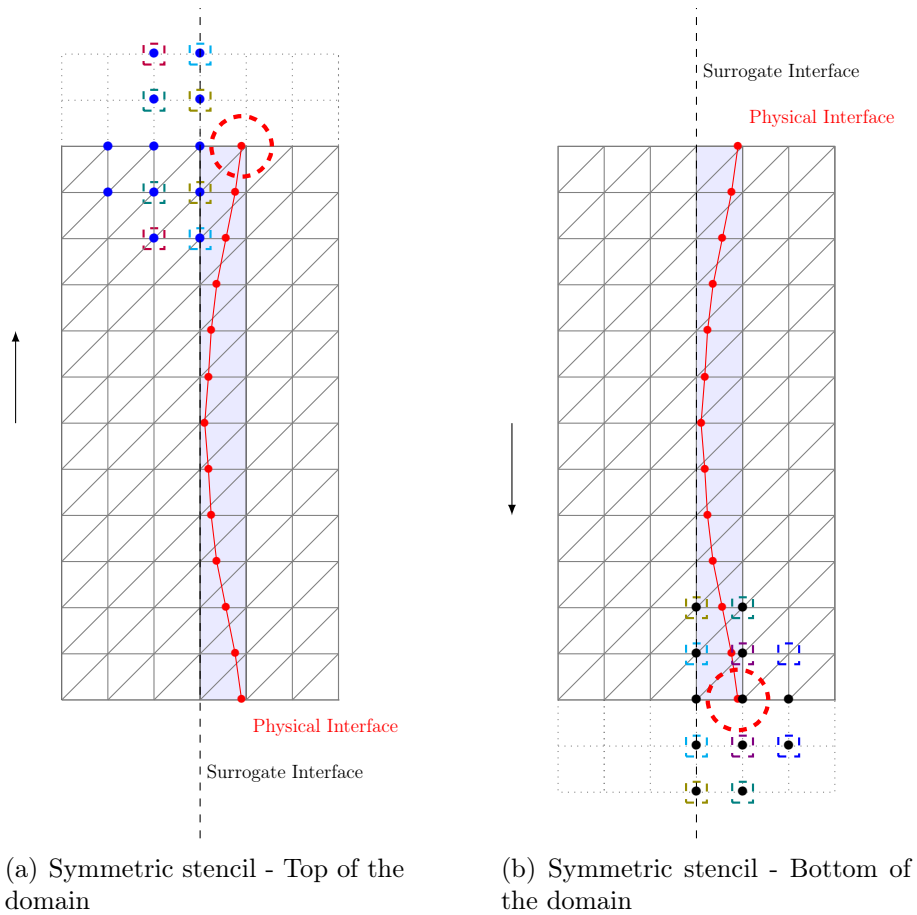 Surrogate Interface
Physical Interface
Physical Interface
Surrogate Interface
(a) Symmetric stencil - Top of the
domain
(b) Symmetric stencil - Bottom of
the domain